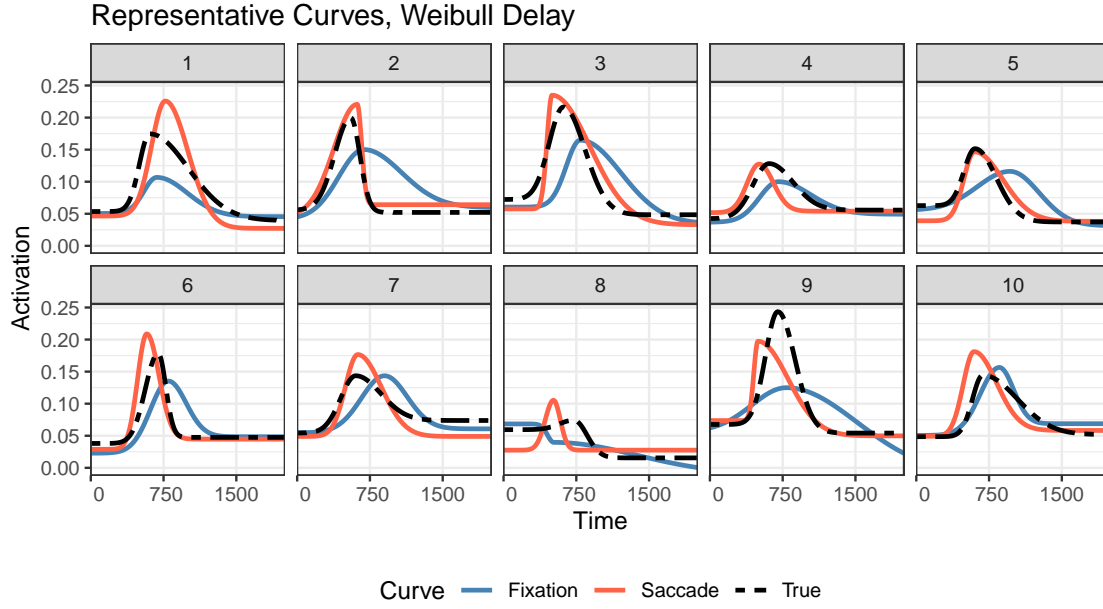 Representative Curves, Weibull Delay
1 2 3 4 5
0.25
0.20
0.15
0.10
0.05
0.00
6 7 8 9 10
0.25
0.20
0.15
0.10
0.05
0.00
Activation
0 750 1500 0 750 1500 0 750 1500 0 750 1500 0 750 1500
Time
Curve Fixation Saccade True